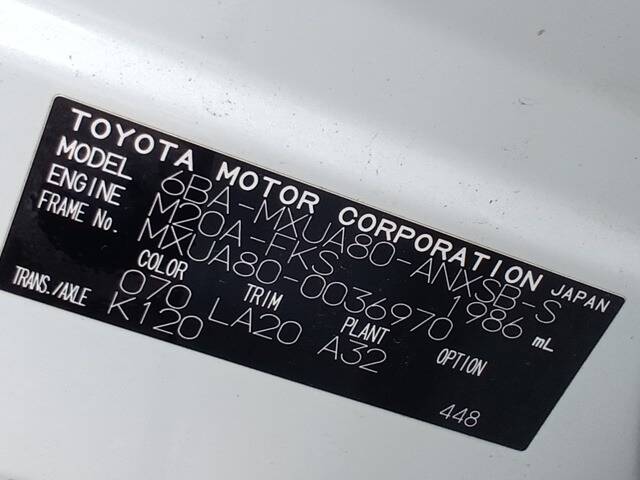 TOYOTA MOTOR CORPORATION JAPAN
MODEL 6BA-MXUA80-ANXSB-S
ENGINE M20A-FKS 1986 mL
FRAME No. MXUA80-0036970
COLOR TRIM PLANT OPTION
070 LA20 A32
TRANS./AXLE K120
448